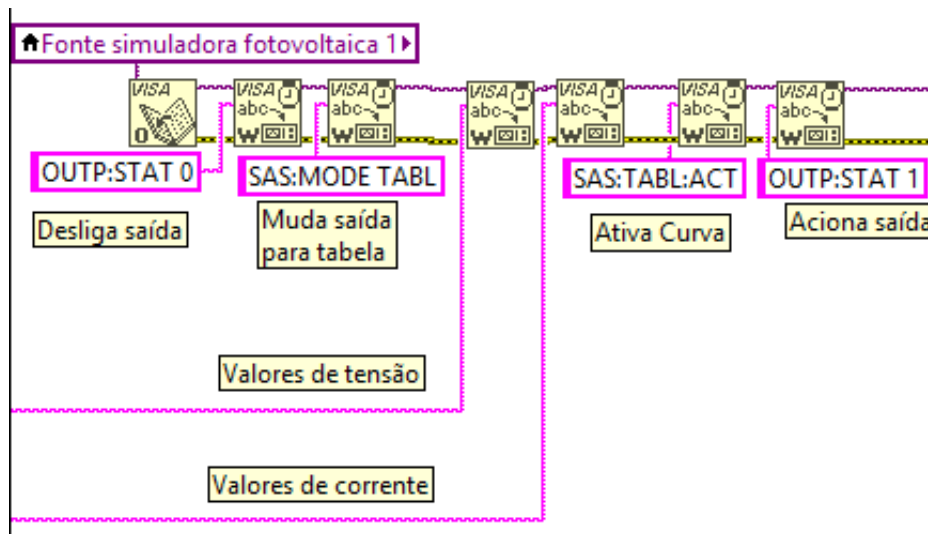 Fonte simuladora fotovoltaica 1
VISA
VISA
abc
W
VISA
abc
W
VISA
abc
W
VISA
abc
W
VISA
abc
W
VISA
abc
W
OUTP:STAT 0
SAS:MODE TABL
SAS:TABL:ACT
OUTP:STAT 1
Desliga saída
Muda saída
para tabela
Ativa Curva
Aciona saída
Valores de tensão
Valores de corrente